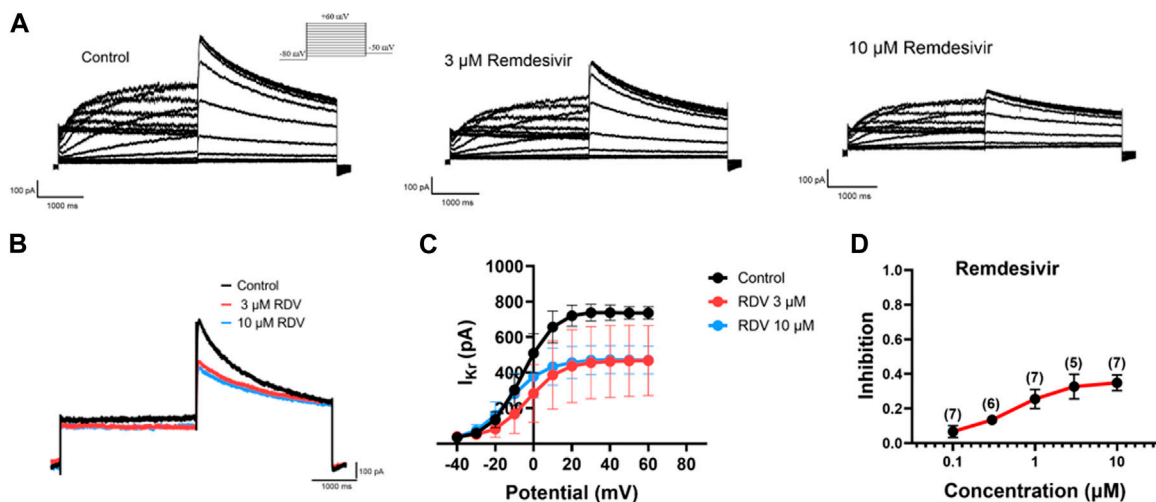 A
Control
+60 mV
-80 mV
-50 mV
100 pA
1000 ms
3 µM Remdesivir
100 pA
1000 ms
10 µM Remdesivir
100 pA
1000 ms
B
Control
3 µM RDV
10 µM RDV
100 pA
1000 ms
C
1000
800
600
400
200
-40 -20 0 20 40 60 80
I_Kr (pA)
Potential (mV)
Control
RDV 3 µM
RDV 10 µM
D
Remdesivir
1.0
0.8
0.6
0.4
0.2
0.0
Inhibition
(7)
(6)
(7)
(5)
(7)
0.1 1 10
Concentration (µM)